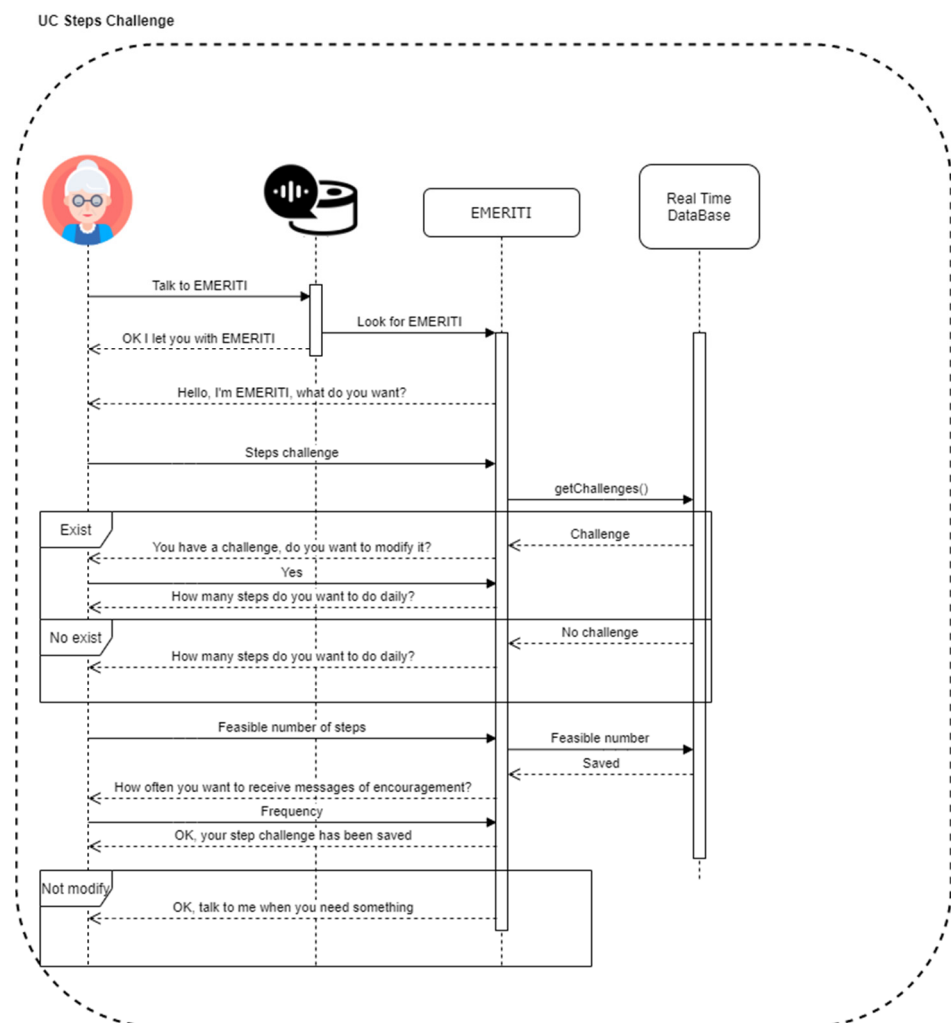 UC Steps Challenge
EMERITI
Real Time
DataBase
Talk to EMERITI
Look for EMERITI
OK I let you with EMERITI
Hello, I'm EMERITI, what do you want?
Steps challenge
getChallenges()
Exist
Challenge
You have a challenge, do you want to modify it?
Yes
How many steps do you want to do daily?
No exist
No challenge
How many steps do you want to do daily?
Feasible number of steps
Feasible number
Saved
How often you want to receive messages of encouragement?
Frequency
OK, your step challenge has been saved
Not modify
OK, talk to me when you need something